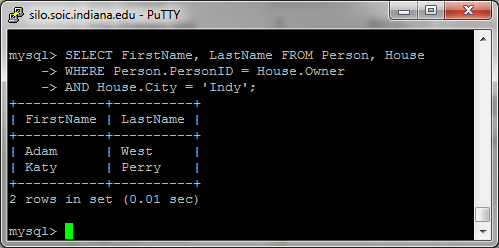 silo.soic.indiana.edu - PuTTY
mysql> SELECT FirstName, LastName FROM Person, House
    -> WHERE Person.PersonID = House.Owner
    -> AND House.City = 'Indy';
+-----------+----------+
| FirstName | LastName |
+-----------+----------+
| Adam      | West     |
| Katy      | Perry    |
+-----------+----------+
2 rows in set (0.01 sec)
mysql>